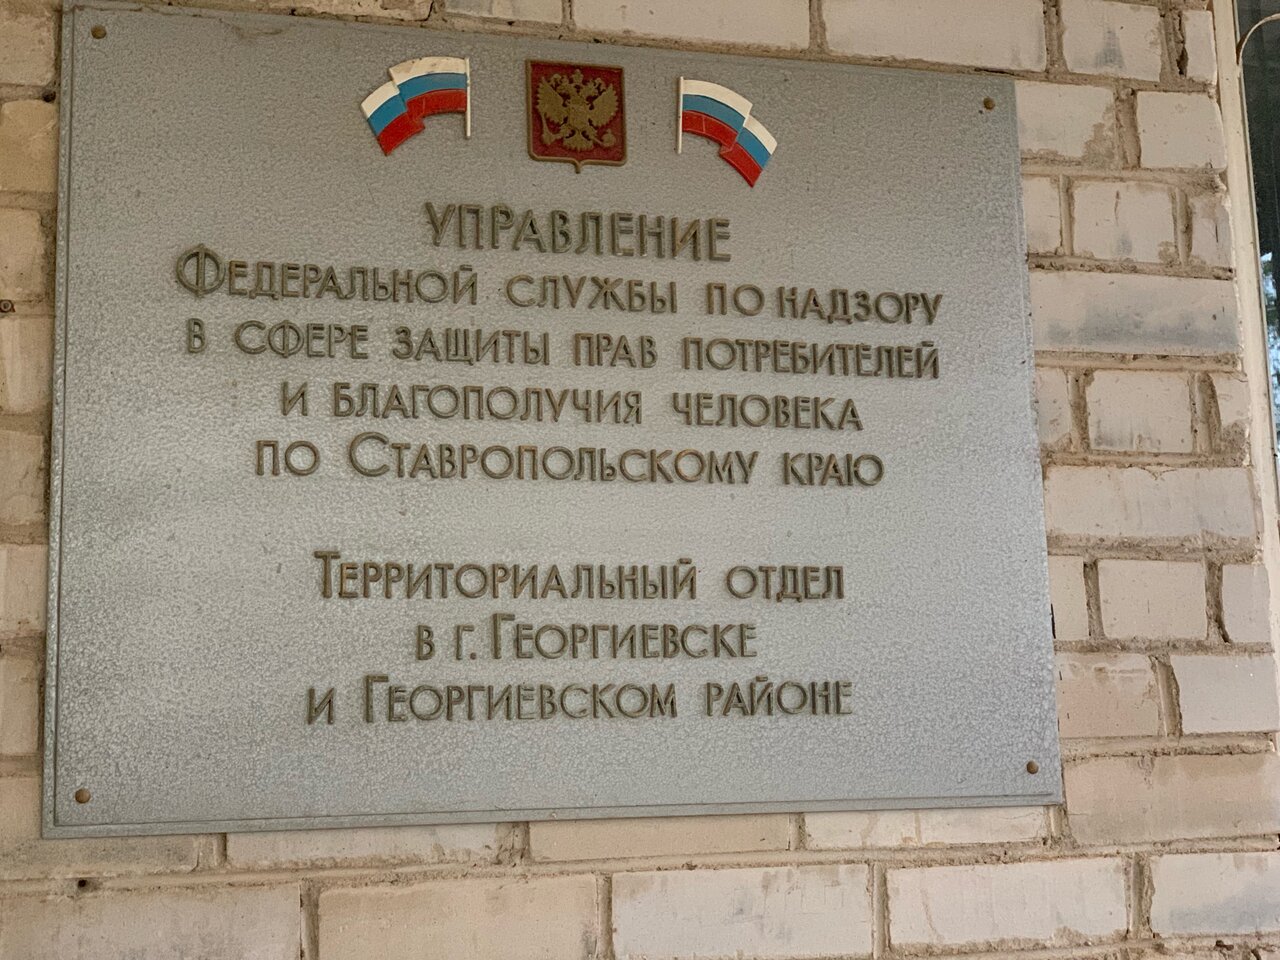 УПРАВЛЕНИЕ
ФЕДЕРАЛЬНОЙ СЛУЖБЫ ПО НАДЗОРУ
В СФЕРЕ ЗАЩИТЫ ПРАВ ПОТРЕБИТЕЛЕЙ
И БЛАГОПОЛУЧИЯ ЧЕЛОВЕКА
ПО СТАВРОПОЛЬСКОМУ КРАЮ
ТЕРРИТОРИАЛЬНЫЙ ОТДЕЛ
В Г. ГЕОРГИЕВСКЕ
И ГЕОРГИЕВСКОМ РАЙОНЕ